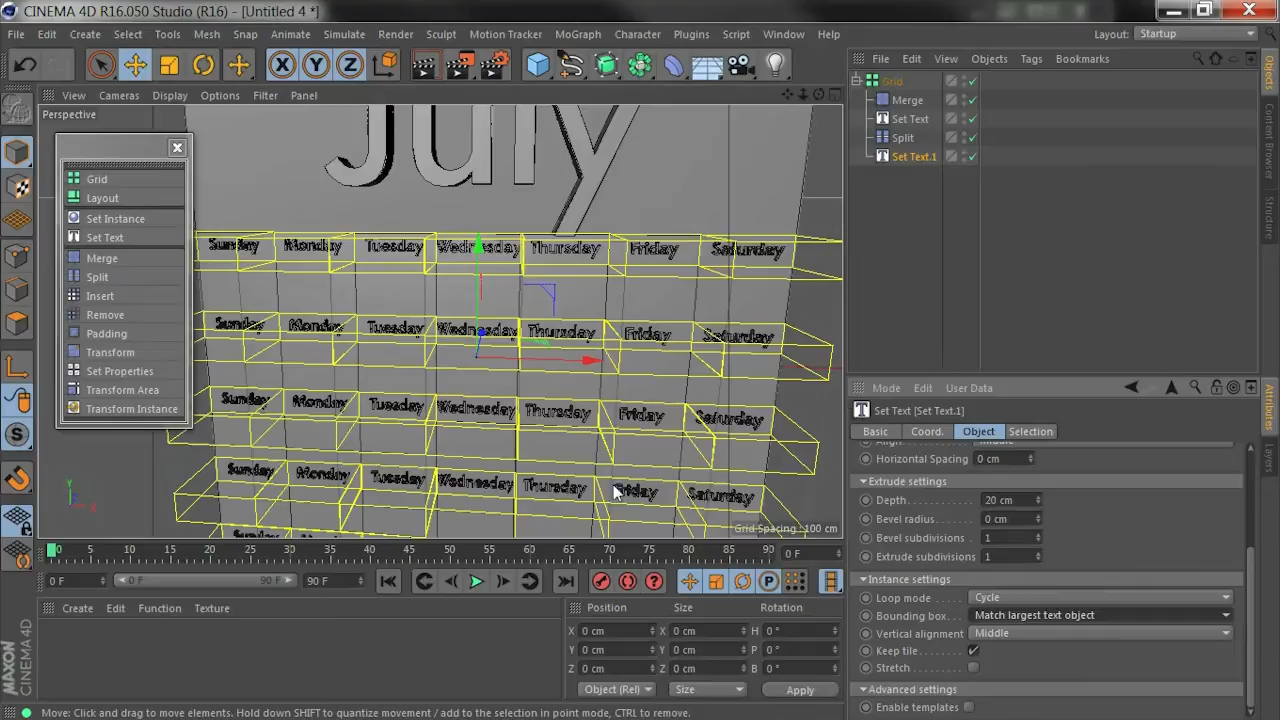 CINEMA 4D R16.050 Studio (R16) - [Untitled 4 *]
File Edit Create Select Tools Mesh Snap Animate Simulate Render Sculpt Motion Tracker MoGraph Character Plugins Script Window Help Layout: Startup
X Y Z
File Edit View Objects Tags Bookmarks
View Cameras Display Options Filter Panel
Perspective
July
Grid
Merge
Set Text
Split
Set Text.1
Grid
Layout
Set Instance
Set Text
Merge
Split
Insert
Remove
Padding
Transform
Set Properties
Transform Area
Transform Instance
Sunday Monday Tuesday Wednesday Thursday Friday Saturday
Sunday Monday Tuesday Wednesday Thursday Friday Saturday
Sunday Monday Tuesday Wednesday Thursday Friday Saturday
Sunday Monday Tuesday Wednesday Thursday Friday Saturday
Grid Spacing : 100 cm
Objects
Content Browser
Structure
Attributes
Layers
Mode Edit User Data
Set Text [Set Text.1]
Basic Coord. Object Selection
Horizontal Spacing 0 cm
Extrude settings
Depth 20 cm
Bevel radius 0 cm
Bevel subdivisions 1
Extrude subdivisions 1
Instance settings
Loop mode Cycle
Bounding box Match largest text object
Vertical alignment Middle
Keep tile
Stretch
Advanced settings
Enable templates
0 5 10 15 20 25 30 35 40 45 50 55 60 65 70 75 80 85 90 0 F
0 F 0 F 90 F 90 F
Create Edit Function Texture
Position Size Rotation
X 0 cm X 0 cm H 0 °
Y 0 cm Y 0 cm P 0 °
Z 0 cm Z 0 cm B 0 °
Object (Rel) Size Apply
MAXON CINEMA 4D
Move: Click and drag to move elements. Hold down SHIFT to quantize movement / add to the selection in point mode, CTRL to remove.